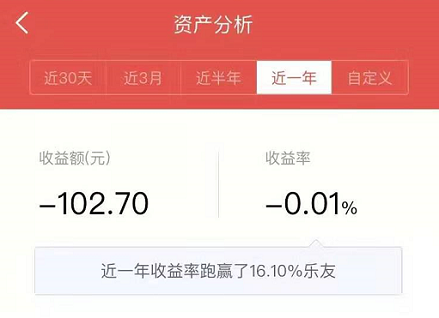 资产分析
近30天 近3月 近半年 近一年 自定义
收益额(元) 收益率
-102.70 -0.01%
近一年收益率跑赢了16.10%乐友